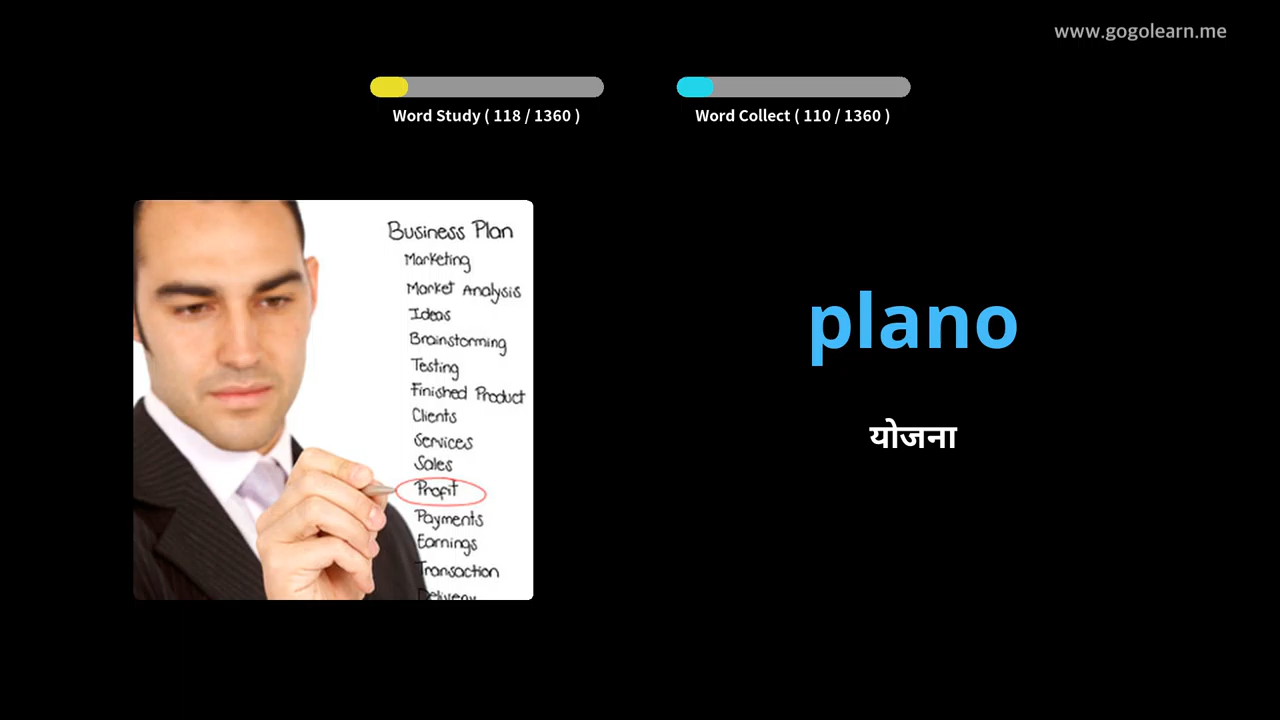 www.gogolearn.me
Word Study ( 118 / 1360 )
Word Collect ( 110 / 1360 )
Business Plan
Marketing
Market Analysis
Ideas
Brainstorming
Testing
Finished Product
Clients
Services
Sales
Profit
Payments
Earnings
Transaction
Delivery
plano
योजना